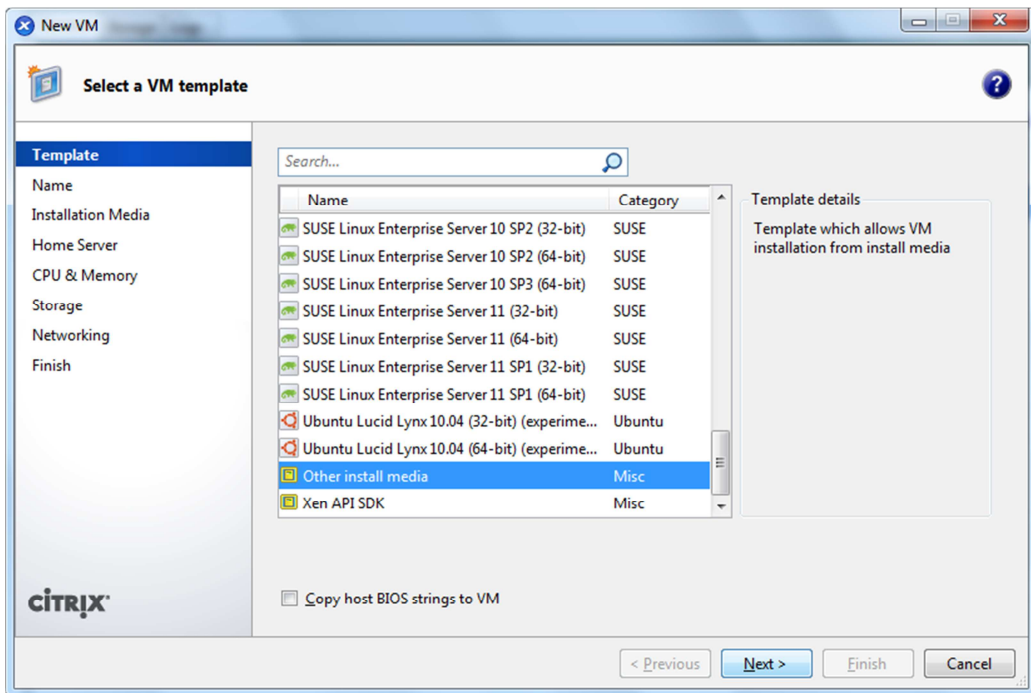 New VM
Select a VM template
Template
Name
Installation Media
Home Server
CPU & Memory
Storage
Networking
Finish
CITRIX
Search...
Name Category
SUSE Linux Enterprise Server 10 SP2 (32-bit) SUSE
SUSE Linux Enterprise Server 10 SP2 (64-bit) SUSE
SUSE Linux Enterprise Server 10 SP3 (64-bit) SUSE
SUSE Linux Enterprise Server 11 (32-bit) SUSE
SUSE Linux Enterprise Server 11 (64-bit) SUSE
SUSE Linux Enterprise Server 11 SP1 (32-bit) SUSE
SUSE Linux Enterprise Server 11 SP1 (64-bit) SUSE
Ubuntu Lucid Lynx 10.04 (32-bit) (experime... Ubuntu
Ubuntu Lucid Lynx 10.04 (64-bit) (experime... Ubuntu
Other install media Misc
Xen API SDK Misc
Template details
Template which allows VM
installation from install media
Copy host BIOS strings to VM
< Previous Next > Finish Cancel